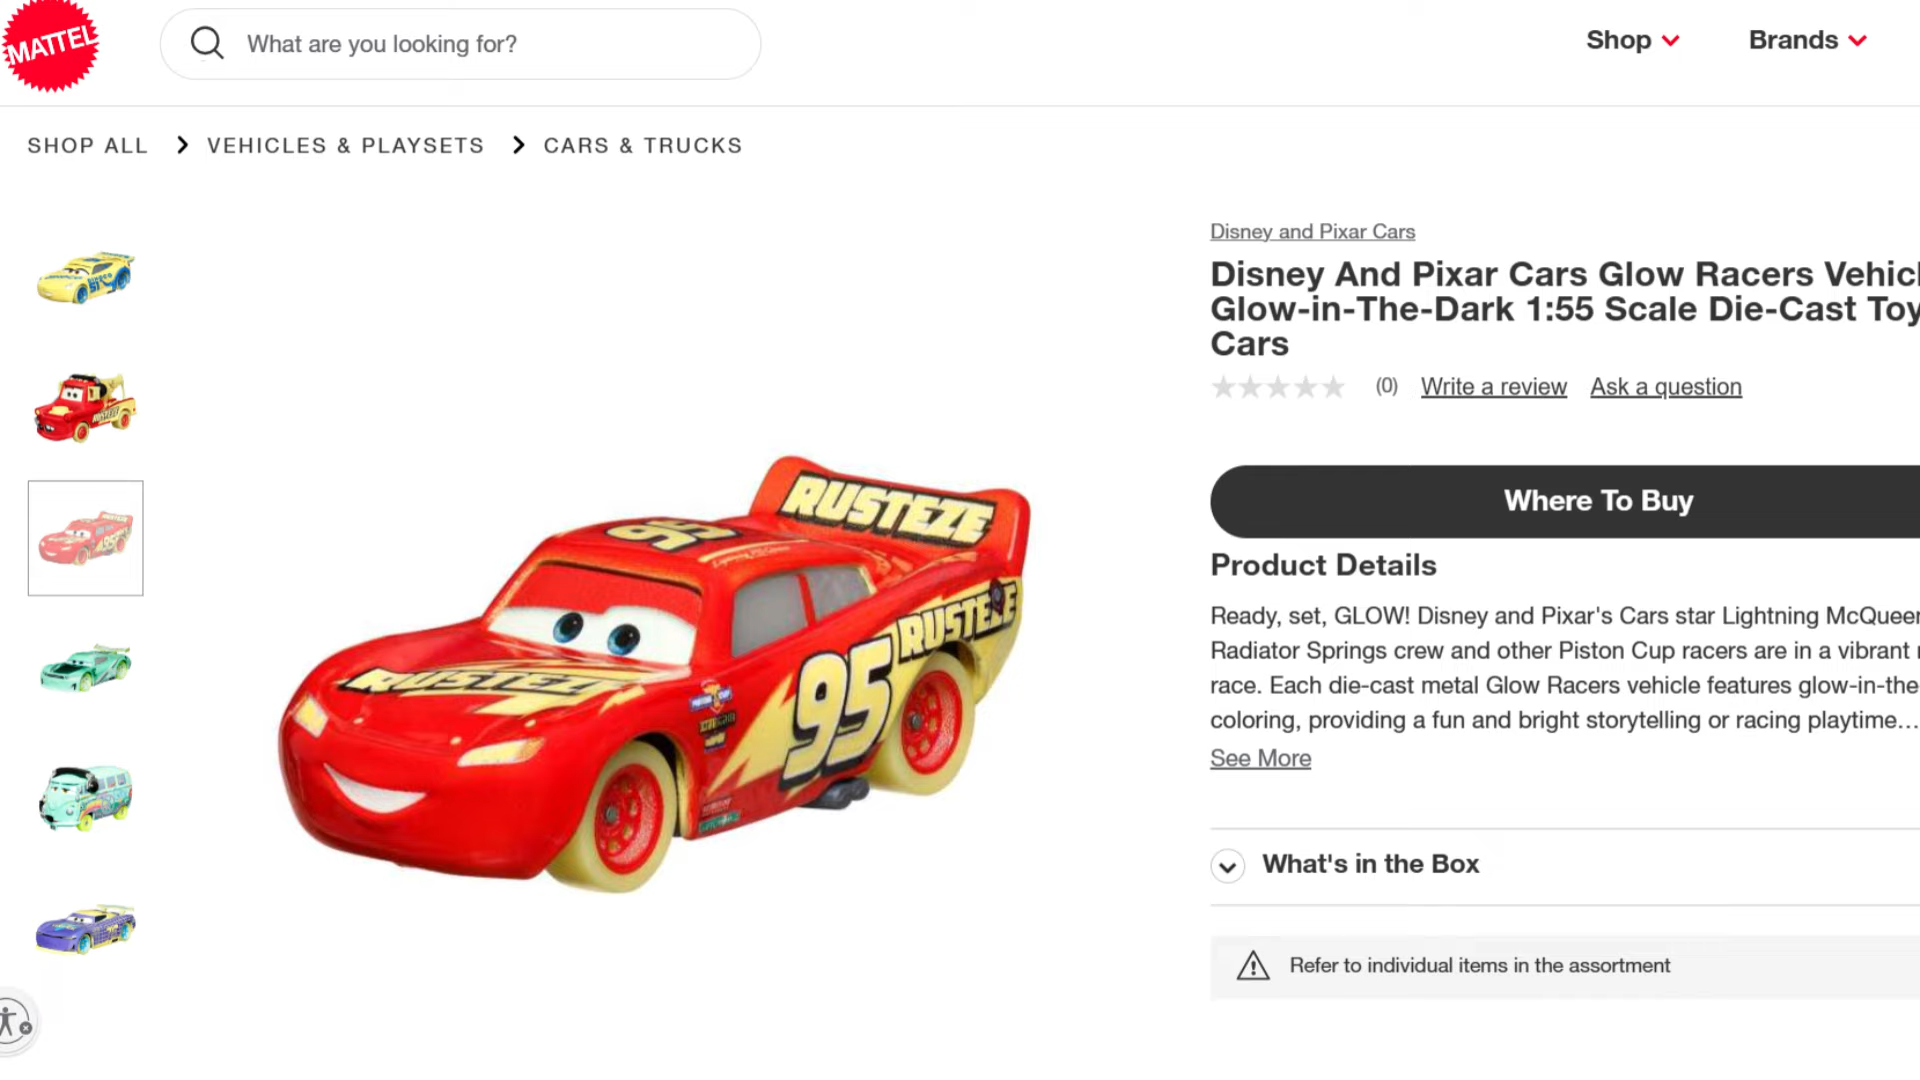 MATTEL
What are you looking for?
Shop
Brands
SHOP ALL
VEHICLES & PLAYSETS
CARS & TRUCKS
Disney and Pixar Cars
Disney And Pixar Cars Glow Racers Vehicl
Glow-in-The-Dark 1:55 Scale Die-Cast Toy
Cars
(0)
Write a review
Ask a question
Where To Buy
Product Details
Ready, set, GLOW! Disney and Pixar's Cars star Lightning McQueen
Radiator Springs crew and other Piston Cup racers are in a vibrant
race. Each die-cast metal Glow Racers vehicle features glow-in-the
coloring, providing a fun and bright storytelling or racing playtime...
See More
What's in the Box
Refer to individual items in the assortment
RUSTEZE
95
RUSTEZE
RUSTEZE
95